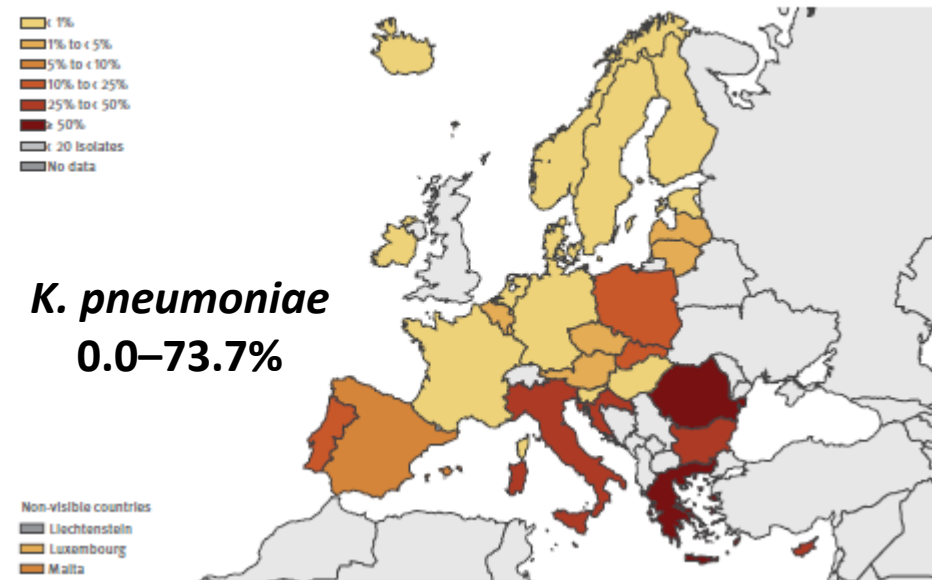 < 1%
1% to < 5%
5% to < 10%
10% to < 25%
25% to < 50%
≥ 50%
< 20 isolates
No data
K. pneumoniae
0.0–73.7%
Non-visible countries
Liechtenstein
Luxembourg
Malta